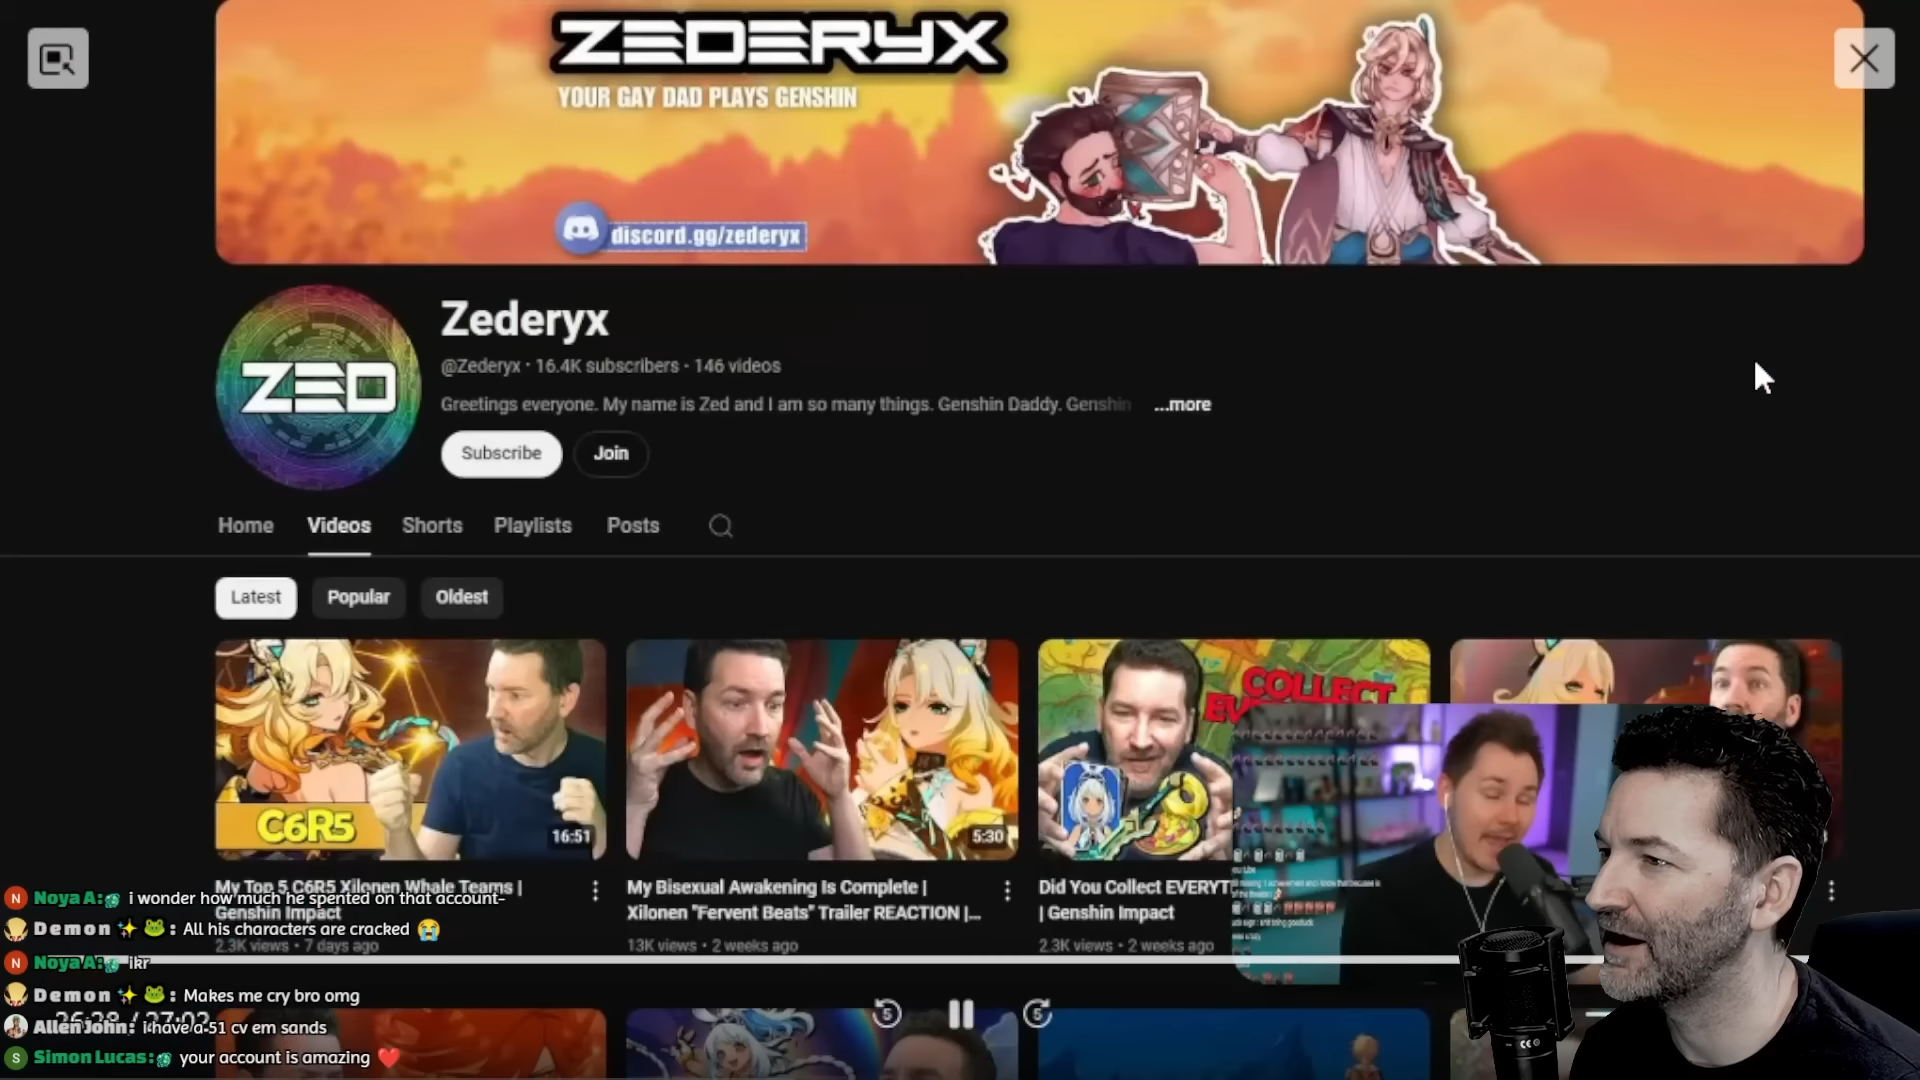 ZEDERYX
YOUR GAY DAD PLAYS GENSHIN
discord.gg/zederyx
ZED
Zederyx
@Zederyx • 16.4K subscribers • 146 videos
Greetings everyone. My name is Zed and I am so many things. Genshin Daddy. Genshin ...more
Subscribe Join
Home Videos Shorts Playlists Posts
Latest Popular Oldest
C6R5
16:51
5:30
COLLECT
My Top 5 C6R5 Xilonen Whale Teams |
Genshin Impact
2.3K views • 7 days ago
My Bisexual Awakening Is Complete |
Xilonen "Fervent Beats" Trailer REACTION |...
13K views • 2 weeks ago
Did You Collect EVERYT
| Genshin Impact
2.3K views • 2 weeks ago
N Noya A: i wonder how much he spented on that account-
Demon ✨ 🐸: All his characters are cracked 😭
N Noya A: ikr
Demon ✨ 🐸: Makes me cry bro omg
Allen John: i have a 51 cv em sands
S Simon Lucas: your account is amazing ❤️
26:28 / 27:02
5 5